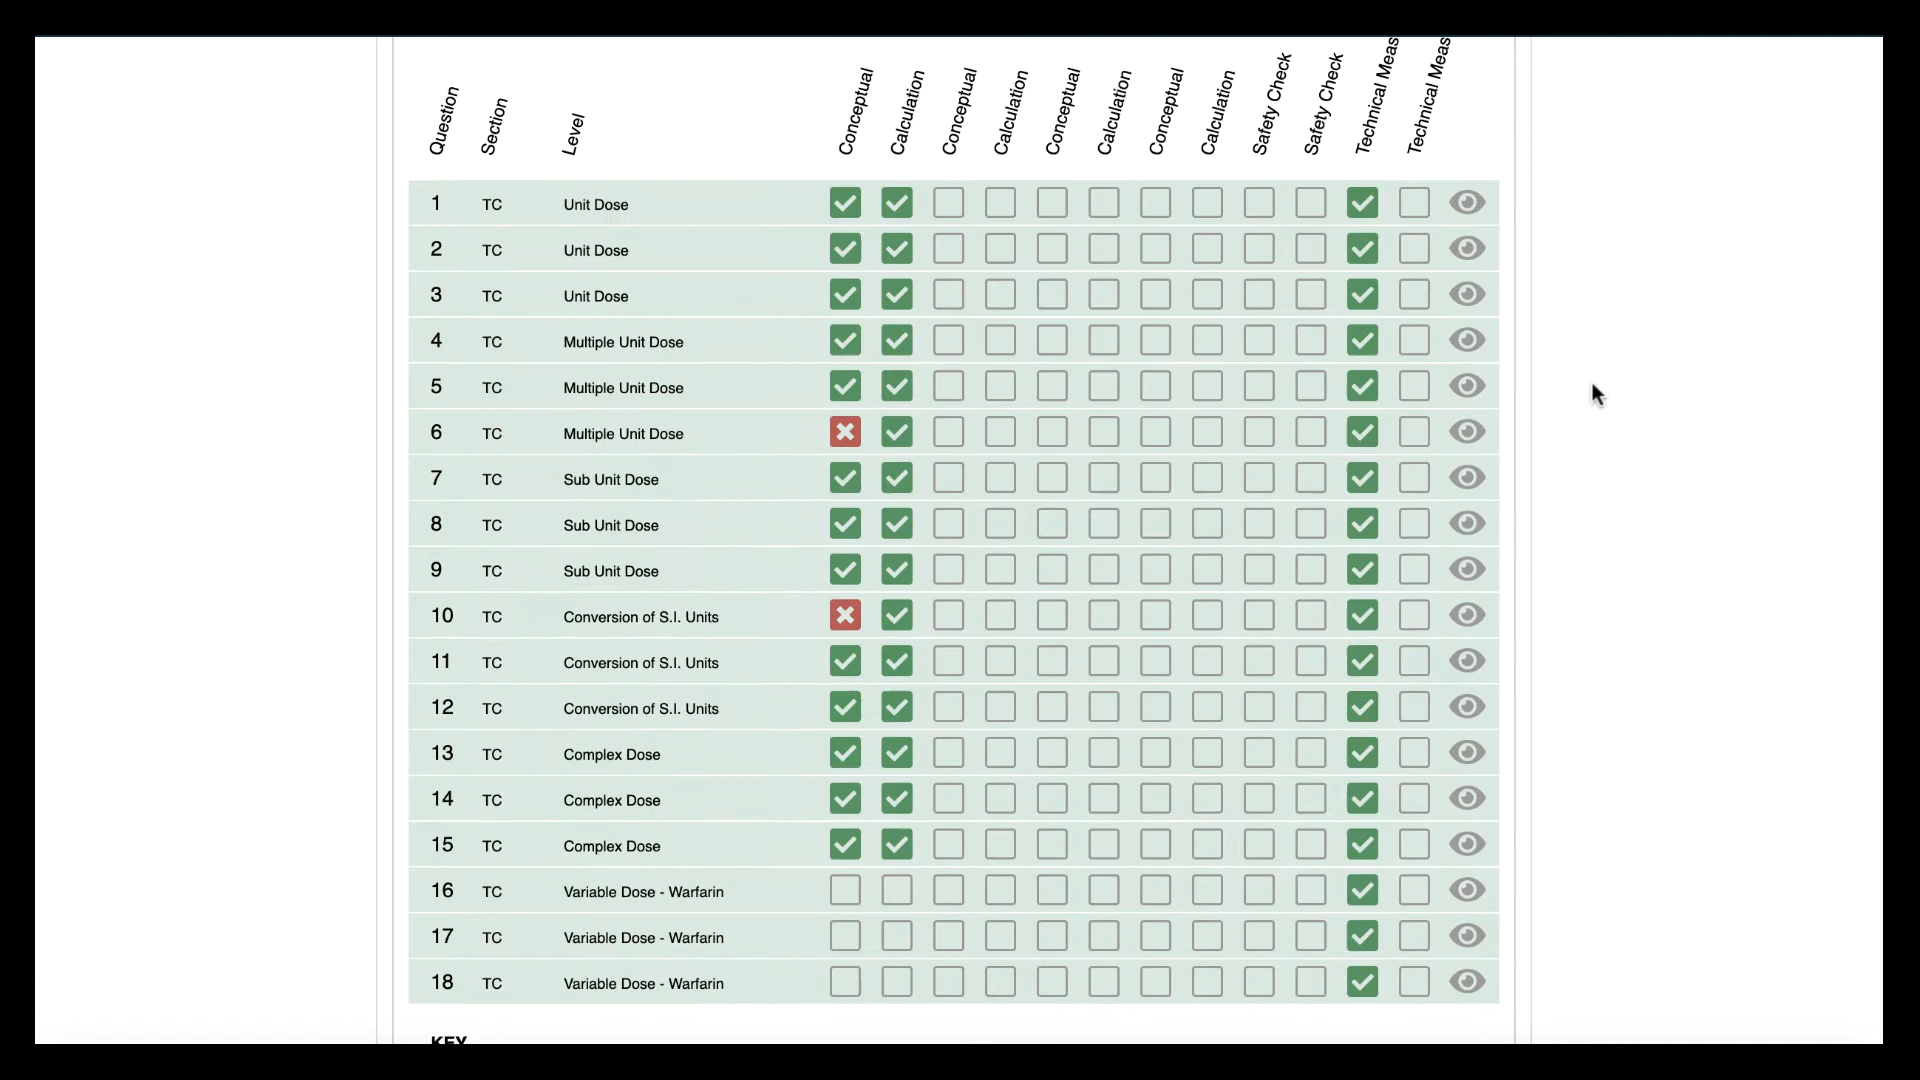 Question Section Level Conceptual Calculation Conceptual Calculation Conceptual Calculation Conceptual Calculation Safety Check Safety Check Technical Meas Technical Meas
1 TC Unit Dose
2 TC Unit Dose
3 TC Unit Dose
4 TC Multiple Unit Dose
5 TC Multiple Unit Dose
6 TC Multiple Unit Dose
7 TC Sub Unit Dose
8 TC Sub Unit Dose
9 TC Sub Unit Dose
10 TC Conversion of S.I. Units
11 TC Conversion of S.I. Units
12 TC Conversion of S.I. Units
13 TC Complex Dose
14 TC Complex Dose
15 TC Complex Dose
16 TC Variable Dose - Warfarin
17 TC Variable Dose - Warfarin
18 TC Variable Dose - Warfarin
KEY